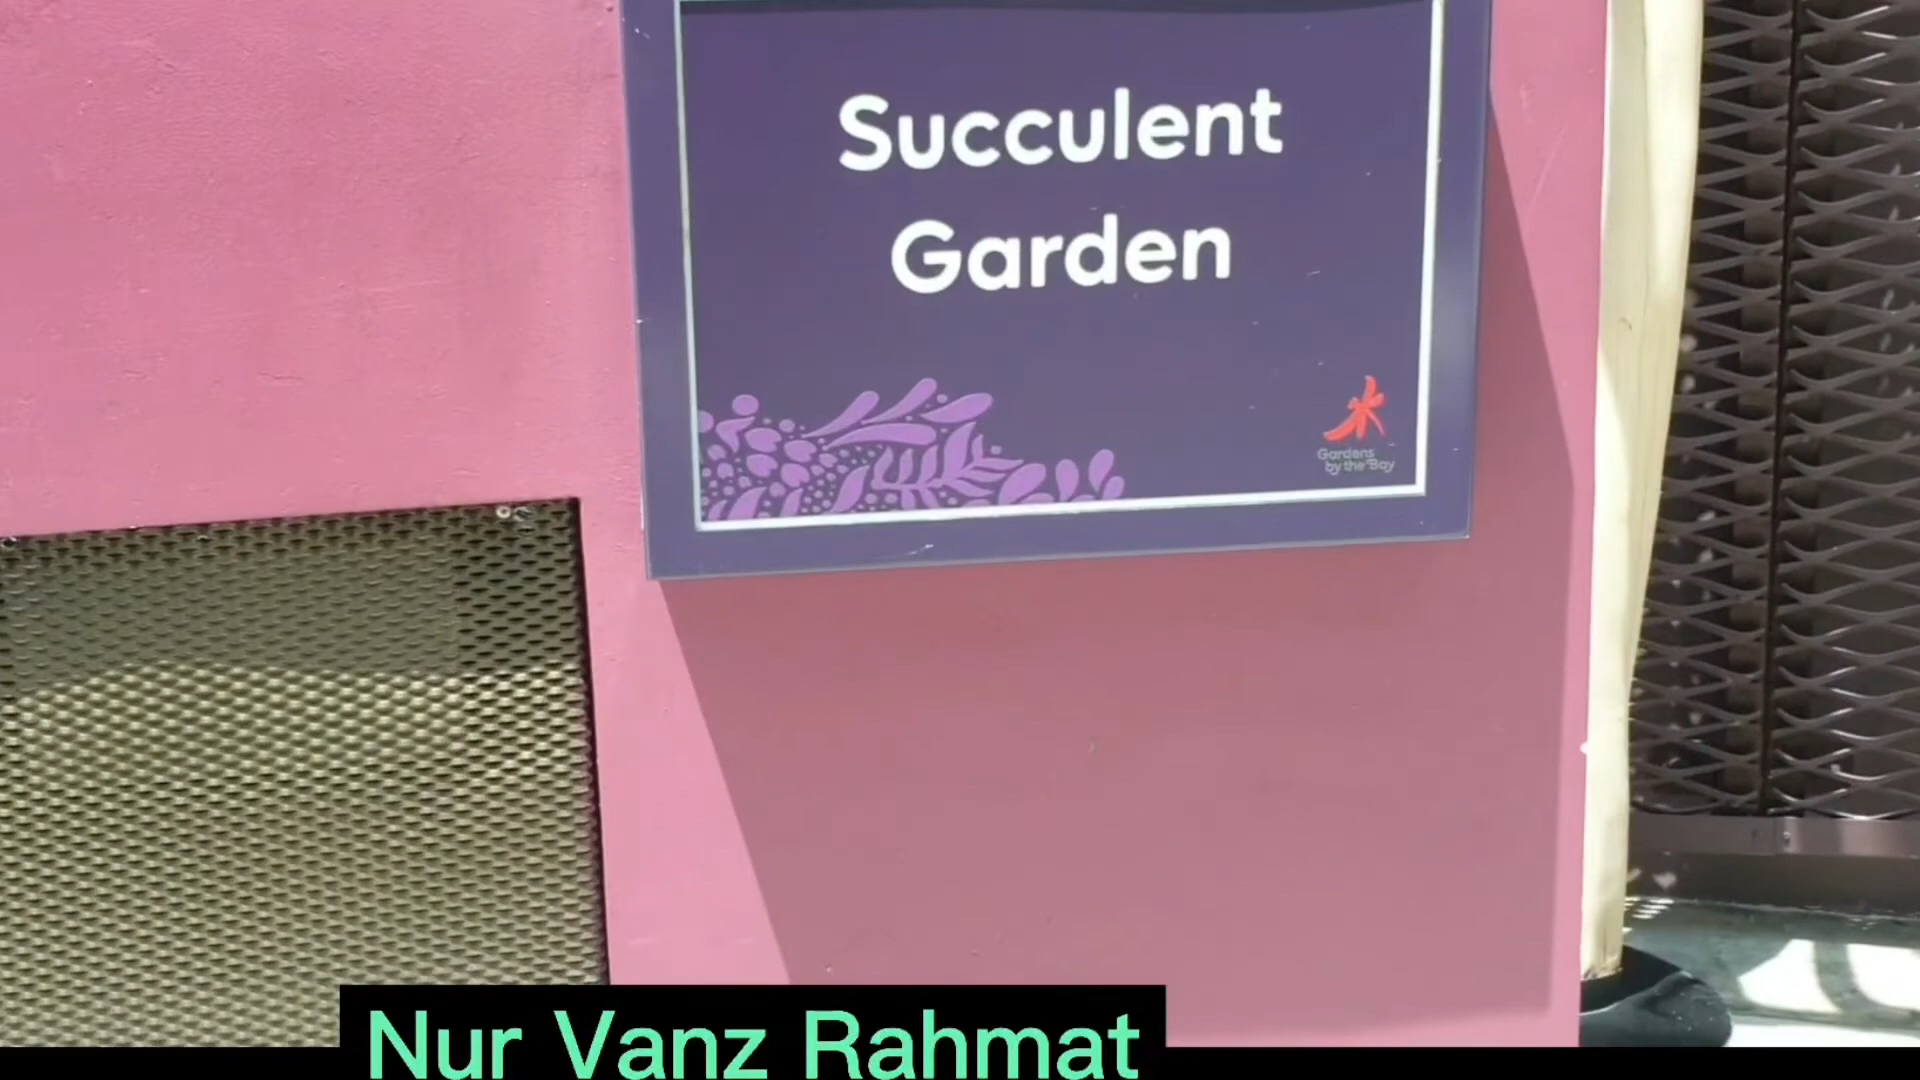 Succulent
Garden
Gardens
by the Bay
Nur Vanz Rahmat